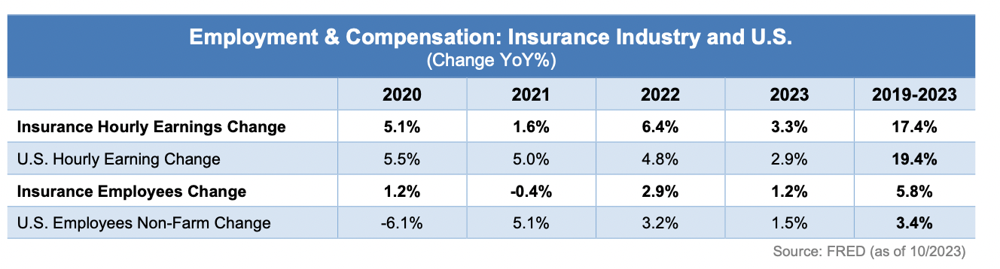 Employment & Compensation: Insurance Industry and U.S.
(Change YoY%)
2020 2021 2022 2023 2019-2023
Insurance Hourly Earnings Change 5.1% 1.6% 6.4% 3.3% 17.4%
U.S. Hourly Earning Change 5.5% 5.0% 4.8% 2.9% 19.4%
Insurance Employees Change 1.2% -0.4% 2.9% 1.2% 5.8%
U.S. Employees Non-Farm Change -6.1% 5.1% 3.2% 1.5% 3.4%
Source: FRED (as of 10/2023)